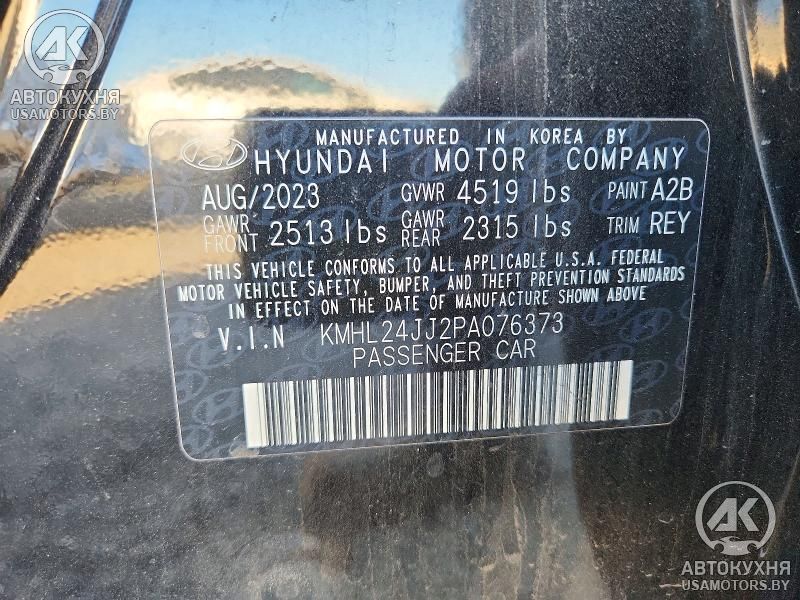 АК
АВТОКУХНЯ
USAMOTORS.BY
MANUFACTURED IN KOREA BY
HYUNDAI MOTOR COMPANY
AUG/2023 GVWR 4519 lbs PAINT A2B
GAWR FRONT 2513 lbs GAWR REAR 2315 lbs TRIM REY
THIS VEHICLE CONFORMS TO ALL APPLICABLE U.S.A. FEDERAL
MOTOR VEHICLE SAFETY, BUMPER, AND THEFT PREVENTION STANDARDS
IN EFFECT ON THE DATE OF MANUFACTURE SHOWN ABOVE
V.I.N KMHL24JJ2PA076373
PASSENGER CAR
АК
АВТОКУХНЯ
USAMOTORS.BY